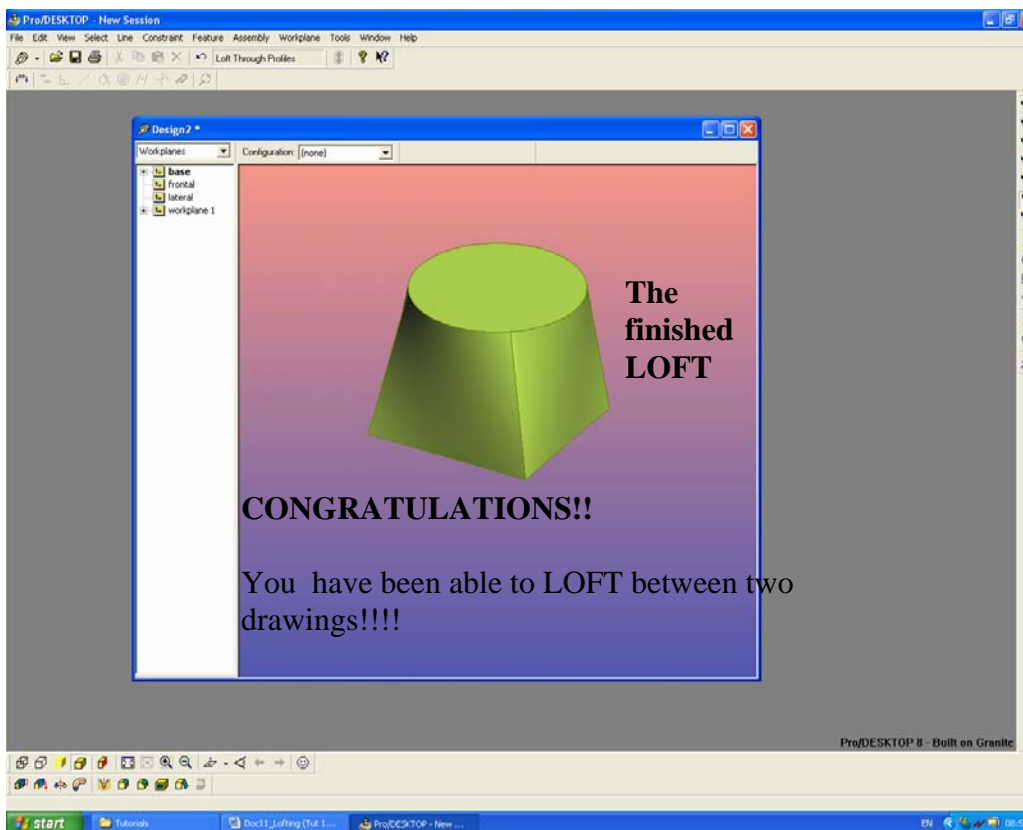 Pro/DESKTOP - New Session
File Edit View Select Line Constraint Feature Assembly Workplane Tools Window Help
Loft Through Profiles
Design2 *
Workplanes Configuration: (none)
base
frontal
lateral
workplane 1
The
finished
LOFT
CONGRATULATIONS!!
You have been able to LOFT between two
drawings!!!!
Pro/DESKTOP 8 - Built on Granite
start Tutorials Doc11_Lofting (Tut 1... Pro/DESKTOP - New ... EN